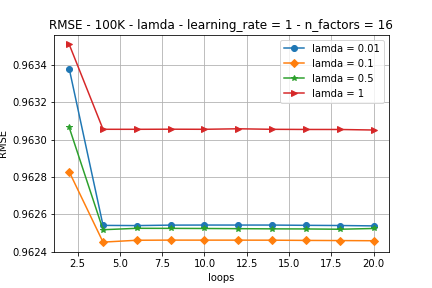 RMSE - 100K - lamda - learning_rate = 1 - n_factors = 16
lamda = 0.01
lamda = 0.1
lamda = 0.5
lamda = 1
0.9634
0.9632
0.9630
0.9628
0.9626
0.9624
RMSE
2.5 5.0 7.5 10.0 12.5 15.0 17.5 20.0
loops